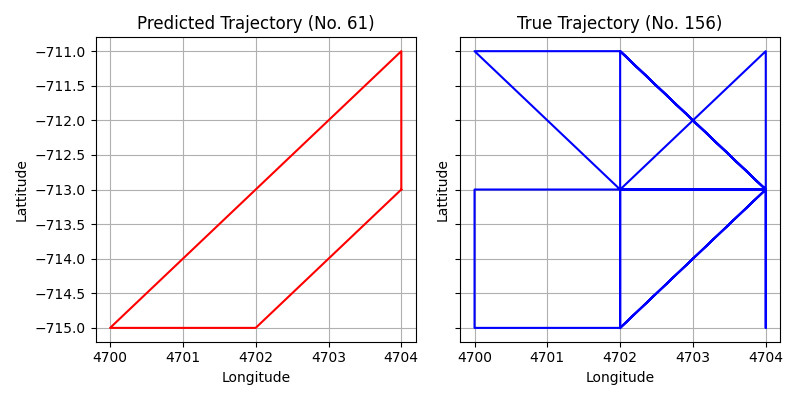 Predicted Trajectory (No. 61)
True Trajectory (No. 156)
Lattitude
−711.0
−711.5
−712.0
−712.5
−713.0
−713.5
−714.0
−714.5
−715.0
4700 4701 4702 4703 4704
Longitude
Lattitude
4700 4701 4702 4703 4704
Longitude